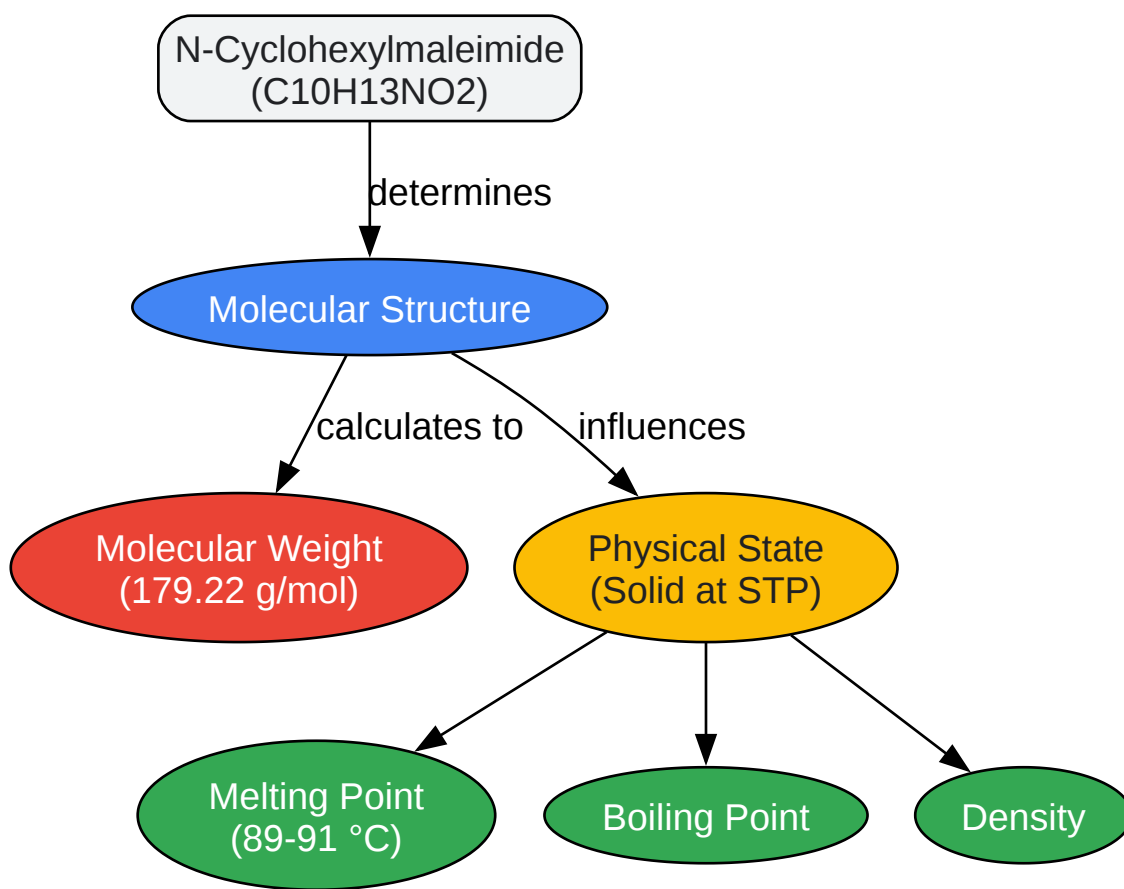 N-Cyclohexylmaleimide
(C10H13NO2)
determines
Molecular Structure
calculates to
influences
Molecular Weight
(179.22 g/mol)
Physical State
(Solid at STP)
Melting Point
(89-91 °C)
Boiling Point
Density